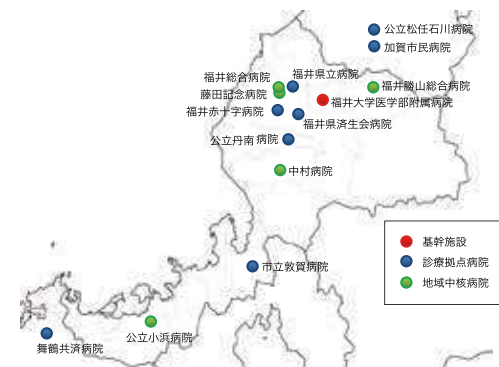 公立松任石川病院
加賀市民病院
福井県立病院
福井総合病院
福井勝山総合病院
藤田記念病院
福井大学医学部附属病院
福井赤十字病院
福井県済生会病院
公立丹南 病院
中村病院
基幹施設
診療拠点病院
地域中核病院
市立敦賀病院
公立小浜病院
舞鶴共済病院